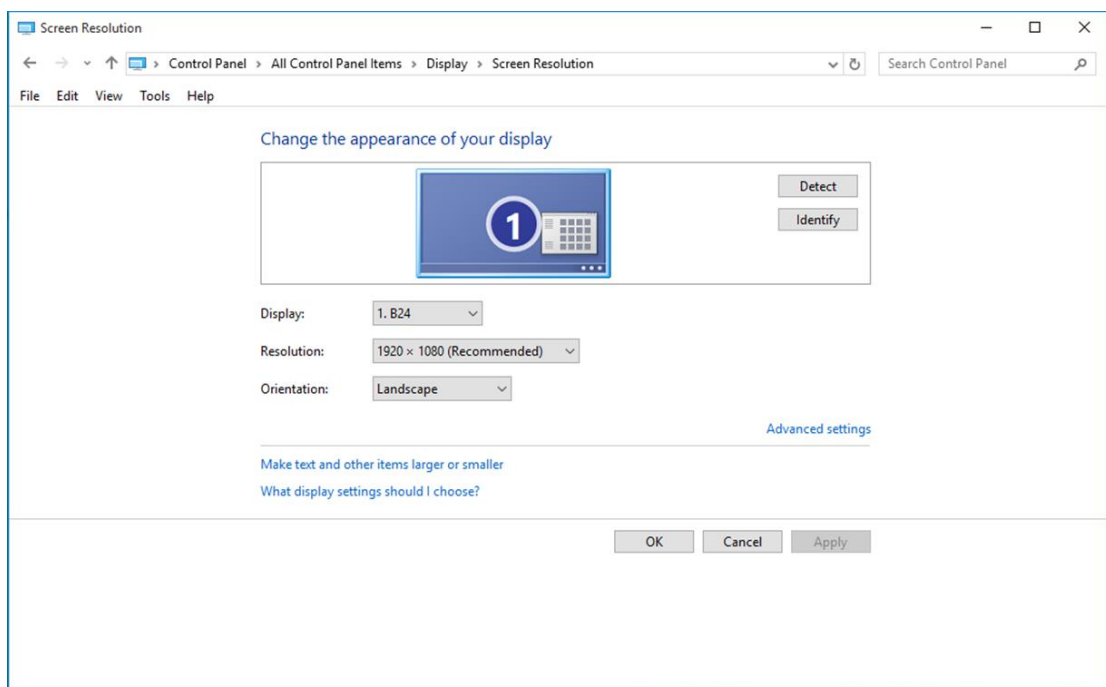 Screen Resolution
Control Panel > All Control Panel Items > Display > Screen Resolution
Search Control Panel
File Edit View Tools Help
Change the appearance of your display
1
Detect
Identify
Display: 1. B24
Resolution: 1920 × 1080 (Recommended)
Orientation: Landscape
Advanced settings
Make text and other items larger or smaller
What display settings should I choose?
OK Cancel Apply